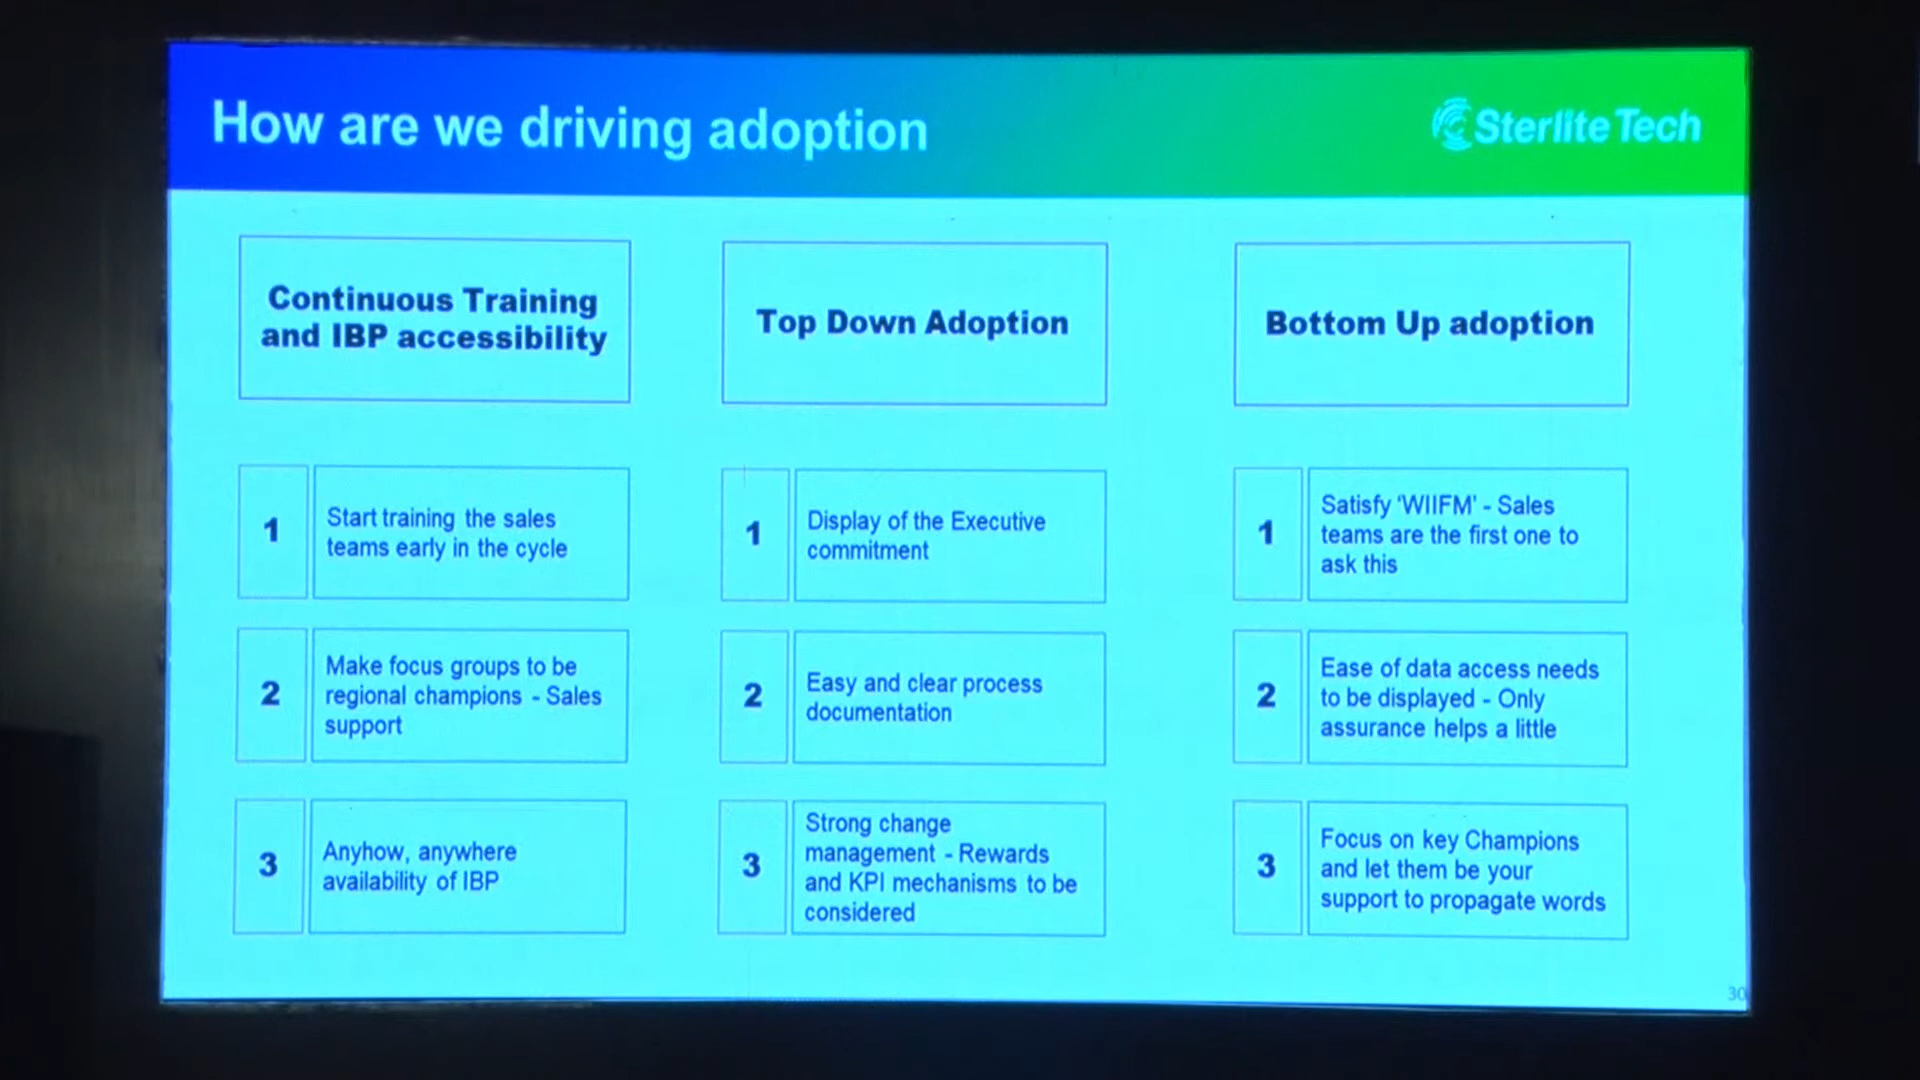 How are we driving adoption
Sterlite Tech
Continuous Training
and IBP accessibility
1
Start training the sales
teams early in the cycle
2
Make focus groups to be
regional champions - Sales
support
3
Anyhow, anywhere
availability of IBP
Top Down Adoption
1
Display of the Executive
commitment
2
Easy and clear process
documentation
3
Strong change
management - Rewards
and KPI mechanisms to be
considered
Bottom Up adoption
1
Satisfy 'WIIFM' - Sales
teams are the first one to
ask this
2
Ease of data access needs
to be displayed - Only
assurance helps a little
3
Focus on key Champions
and let them be your
support to propagate words
30